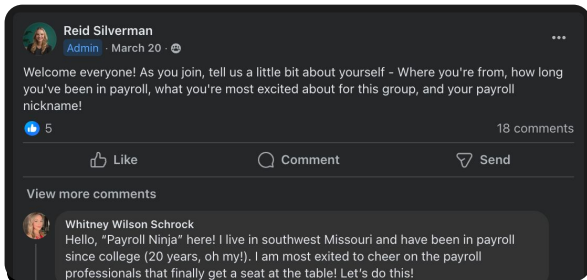 Reid Silverman
Admin · March 20 ·
Welcome everyone! As you join, tell us a little bit about yourself - Where you're from, how long
you've been in payroll, what you're most excited about for this group, and your payroll
nickname!
5
18 comments
Like
Comment
Send
View more comments
Whitney Wilson Schrock
Hello, "Payroll Ninja" here! I live in southwest Missouri and have been in payroll
since college (20 years, oh my!). I am most exited to cheer on the payroll
professionals that finally get a seat at the table! Let's do this!